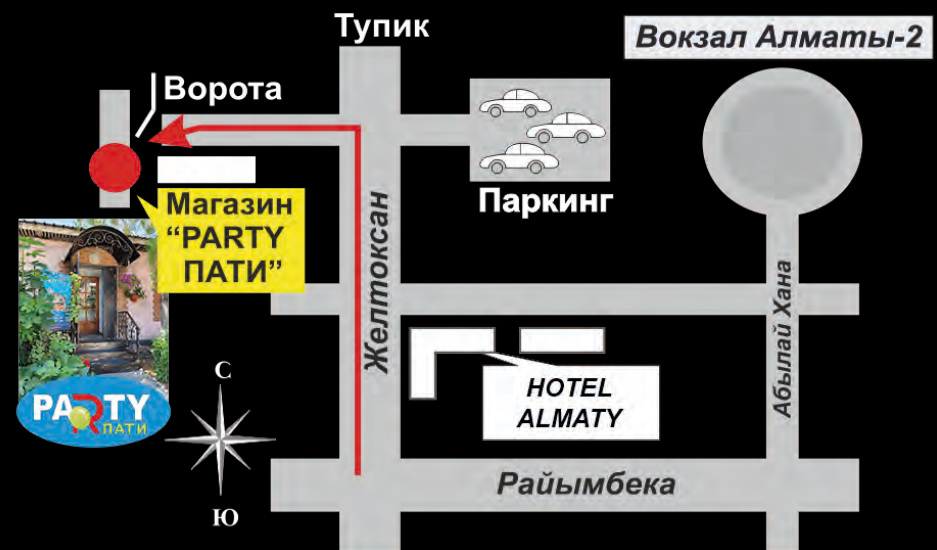 Тупик
Вокзал Алматы-2
Ворота
Паркинг
Магазин
“PARTY
ПАТИ”
Желтоксан
Абылай Хана
HOTEL
ALMATY
PARTY
ПАТИ
С
Ю
Райымбека